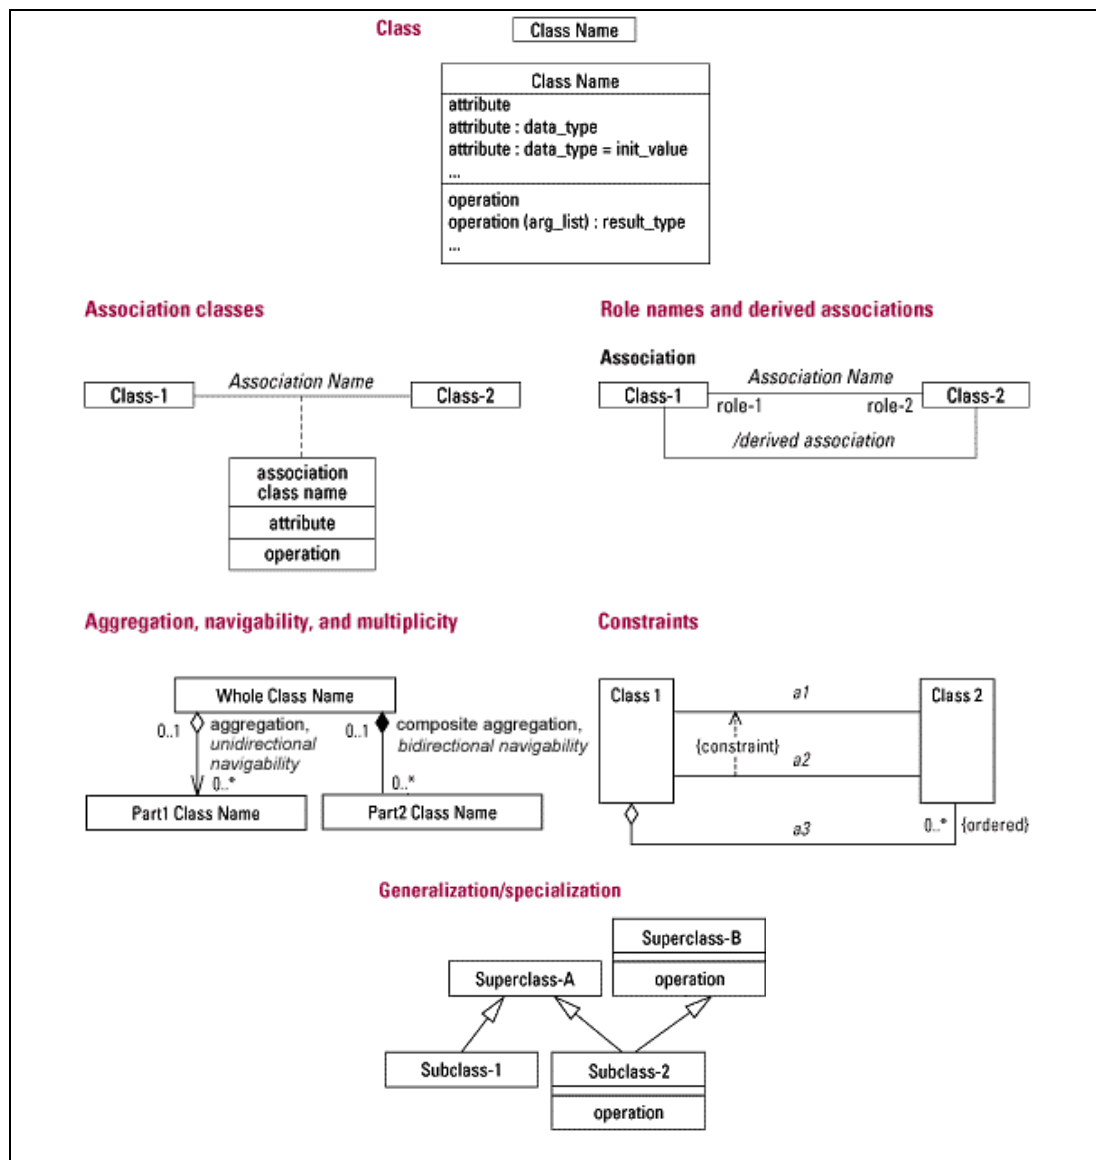 Class
Class Name
Class Name
attribute
attribute : data_type
attribute : data_type = init_value
...
operation
operation (arg_list) : result_type
...
Association classes
Association Name
Class-1
Class-2
association
class name
attribute
operation
Role names and derived associations
Association
Association Name
Class-1
Class-2
role-1
role-2
/derived association
Aggregation, navigability, and multiplicity
Whole Class Name
0..1
aggregation,
unidirectional
navigability
0..*
0..1
composite aggregation,
bidirectional navigability
0..*
Part1 Class Name
Part2 Class Name
Constraints
Class 1
a1
Class 2
{constraint}
a2
a3
0..*
{ordered}
Generalization/specialization
Superclass-A
Superclass-B
operation
Subclass-1
Subclass-2
operation